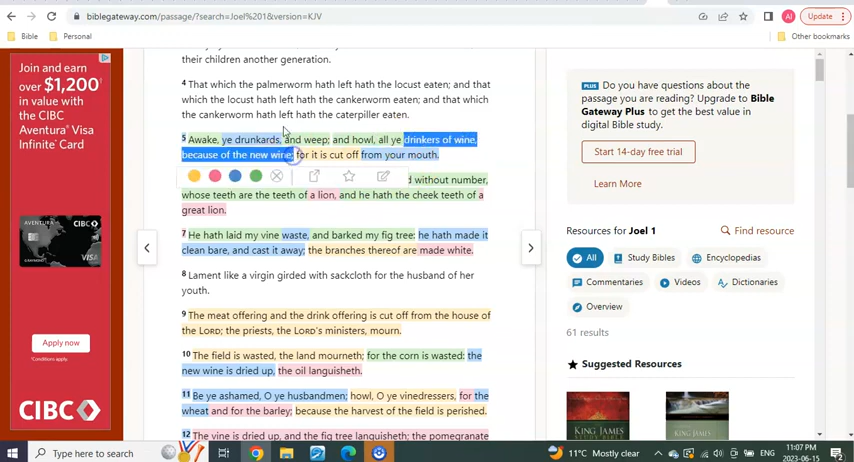 biblegateway.com/passage/?search=Joel%201&version=KJV
AI
Update
Bible
Personal
Other bookmarks
Join and earn
over $1,200†
in value with
the CIBC
Aventura® Visa
Infinite* Card
AVENTURA
CIBC
VISA
Apply now
†Conditions apply.
CIBC
their children another generation.
4 That which the palmerworm hath left hath the locust eaten; and that
which the locust hath left hath the cankerworm eaten; and that which
the cankerworm hath left hath the caterpiller eaten.
5 Awake, ye drunkards, and weep; and howl, all ye drinkers of wine,
because of the new wine; for it is cut off from your mouth.
d without number,
whose teeth are the teeth of a lion, and he hath the cheek teeth of a
great lion.
7 He hath laid my vine waste, and barked my fig tree: he hath made it
clean bare, and cast it away; the branches thereof are made white.
8 Lament like a virgin girded with sackcloth for the husband of her
youth.
9 The meat offering and the drink offering is cut off from the house of
the LORD; the priests, the LORD's ministers, mourn.
10 The field is wasted, the land mourneth; for the corn is wasted: the
new wine is dried up, the oil languisheth.
11 Be ye ashamed, O ye husbandmen; howl, O ye vinedressers, for the
wheat and for the barley; because the harvest of the field is perished.
12 The vine is dried up, and the fig tree languisheth; the pomegranate
PLUS Do you have questions about the
passage you are reading? Upgrade to Bible
Gateway Plus to get the best value in
digital Bible study.
Start 14-day free trial
Learn More
Resources for Joel 1
Find resource
All
Study Bibles
Encyclopedias
Commentaries
Videos
Dictionaries
Overview
61 results
Suggested Resources
KING JAMES
KING JAMES
Type here to search
11°C Mostly clear
ENG
11:07 PM
2023-06-15
2